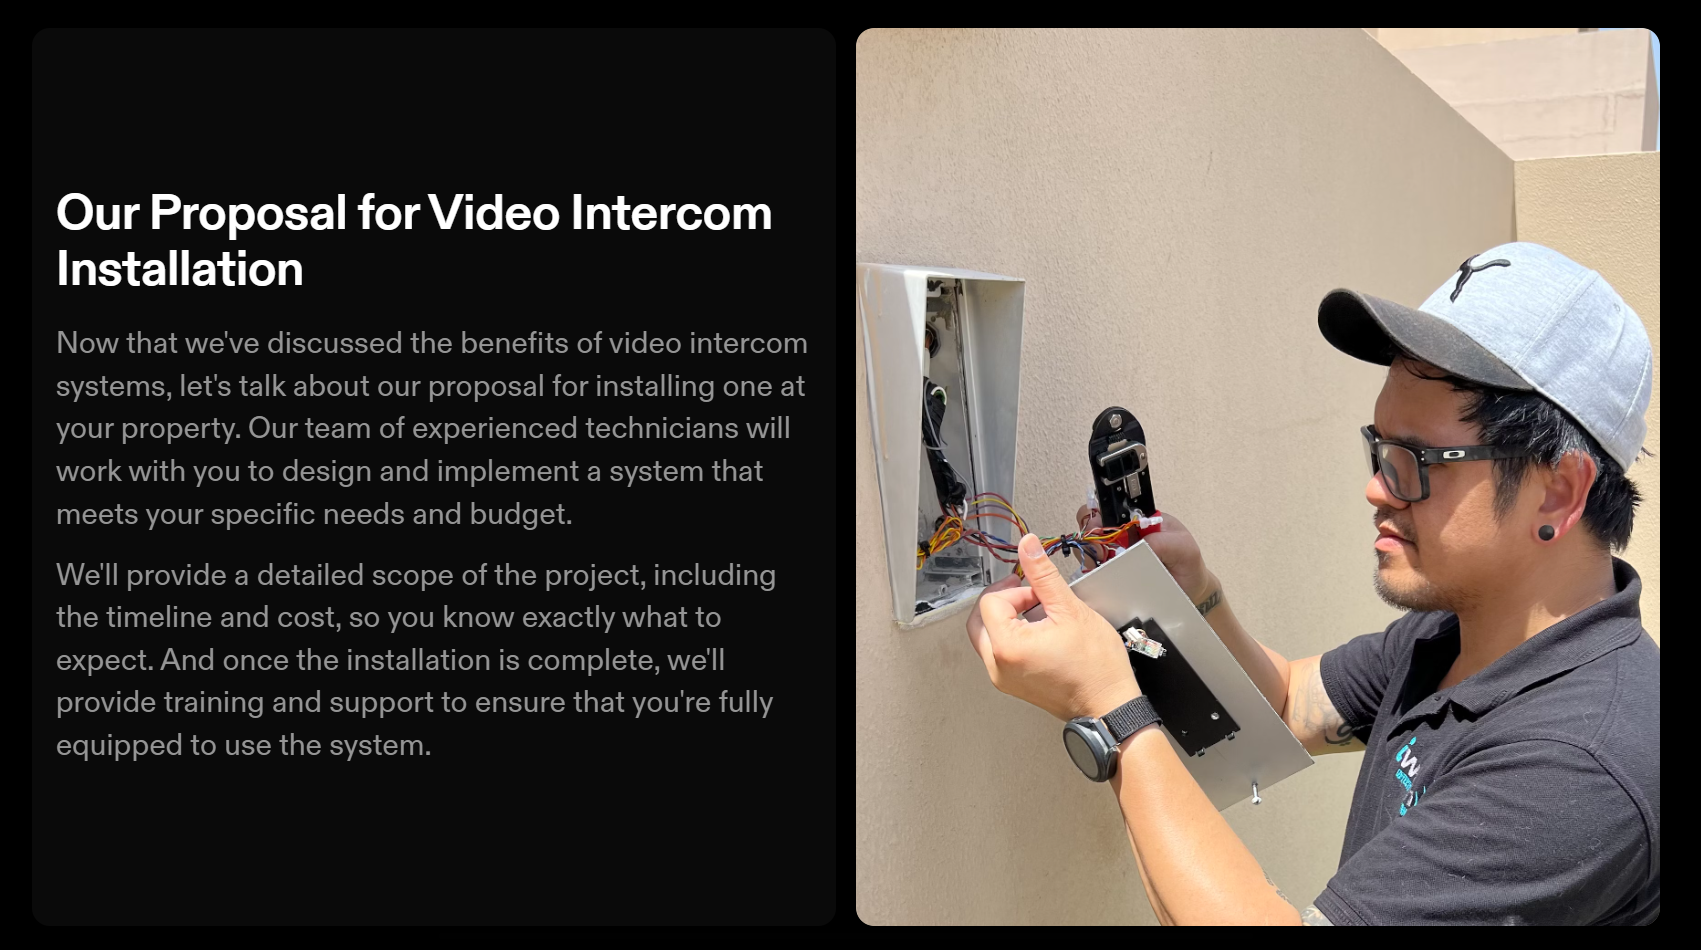 Our Proposal for Video Intercom
Installation
Now that we've discussed the benefits of video intercom
systems, let's talk about our proposal for installing one at
your property. Our team of experienced technicians will
work with you to design and implement a system that
meets your specific needs and budget.
We'll provide a detailed scope of the project, including
the timeline and cost, so you know exactly what to
expect. And once the installation is complete, we'll
provide training and support to ensure that you're fully
equipped to use the system.